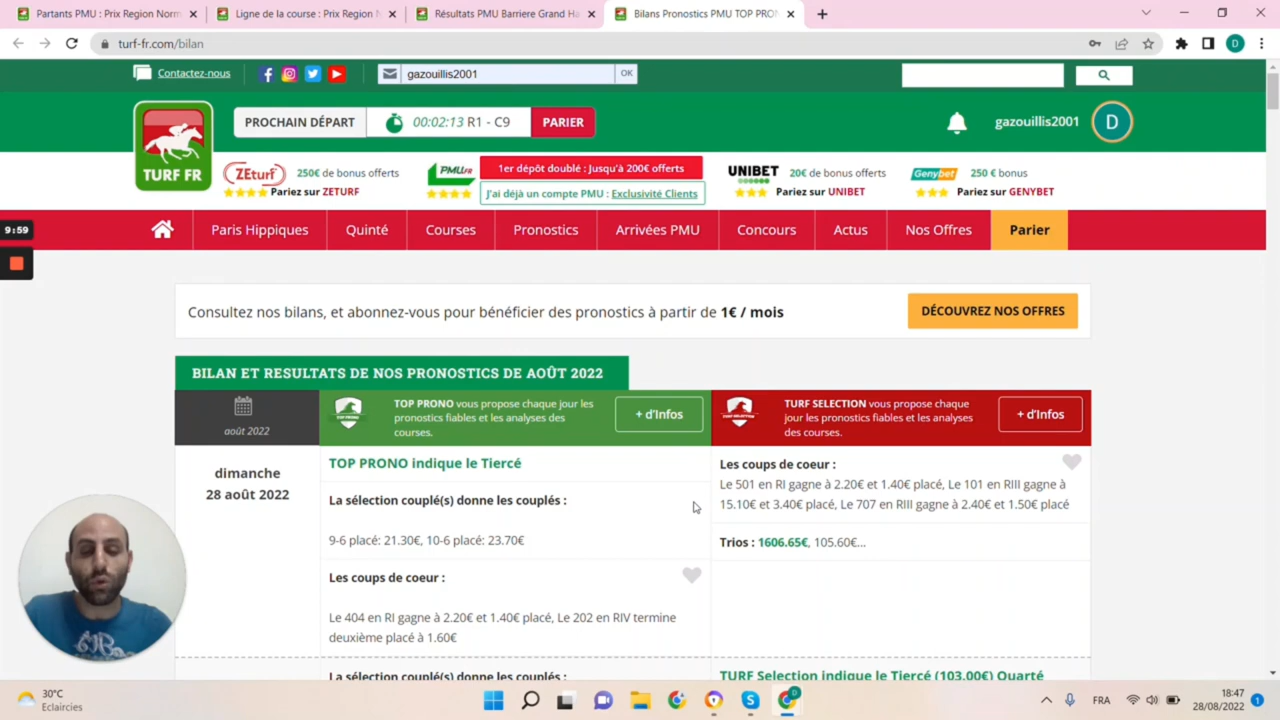 Partants PMU : Prix Region Norm
Ligne de la course : Prix Region N
Résultats PMU Barriere Grand Ha
Bilans Pronostics PMU TOP PRON
turf-fr.com/bilan
D
Contactez-nous
gazouillis2001
OK
TURF FR
PROCHAIN DÉPART
00:02:13 R1 - C9
PARIER
gazouillis2001
D
ZEturf
250€ de bonus offerts
Pariez sur ZETURF
PMU.FR
1er dépôt doublé : Jusqu'à 200€ offerts
J'ai déjà un compte PMU : Exclusivité Clients
UNIBET
20€ de bonus offerts
Pariez sur UNIBET
Genybet
250 € bonus
Pariez sur GENYBET
9:59
Paris Hippiques
Quinté
Courses
Pronostics
Arrivées PMU
Concours
Actus
Nos Offres
Parier
Consultez nos bilans, et abonnez-vous pour bénéficier des pronostics à partir de 1€ / mois
DÉCOUVREZ NOS OFFRES
BILAN ET RESULTATS DE NOS PRONOSTICS DE AOÛT 2022
août 2022
TOP PRONO
TOP PRONO vous propose chaque jour les
pronostics fiables et les analyses des
courses.
+ d'Infos
TURF SELECTION
TURF SELECTION vous propose chaque
jour les pronostics fiables et les analyses
des courses.
+ d'Infos
dimanche
28 août 2022
TOP PRONO indique le Tiercé
La sélection couplé(s) donne les couplés :
9-6 placé: 21.30€, 10-6 placé: 23.70€
Les coups de coeur :
Le 404 en RI gagne à 2.20€ et 1.40€ placé, Le 202 en RIV termine
deuxième placé à 1.60€
Les coups de coeur :
Le 501 en RI gagne à 2.20€ et 1.40€ placé, Le 101 en RIII gagne à
15.10€ et 3.40€ placé, Le 707 en RIII gagne à 2.40€ et 1.50€ placé
Trios : 1606.65€, 105.60€...
La sélection couplé(s) donne les couplés :
TURF Selection indique le Tiercé (103.00€) Quarté
30°C
Eclaircies
FRA
18:47
28/08/2022
1